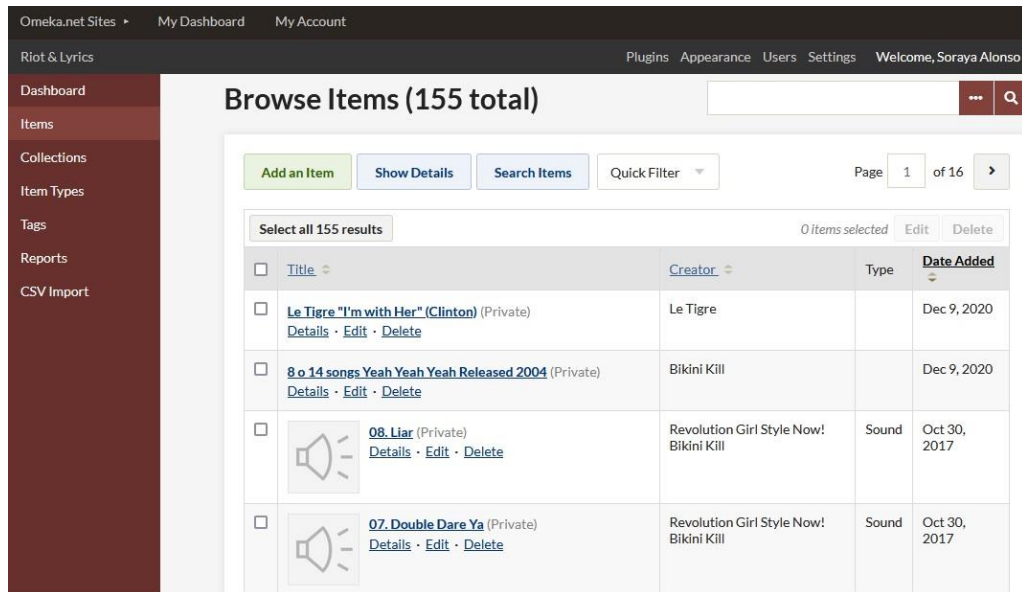 Omeka.net Sites ▸ My Dashboard My Account
Riot & Lyrics Plugins Appearance Users Settings Welcome, Soraya Alonso
Dashboard
Items
Collections
Item Types
Tags
Reports
CSV Import
Browse Items (155 total)
Add an Item Show Details Search Items Quick Filter Page 1 of 16
Select all 155 results 0 items selected Edit Delete
Title Creator Type Date Added
Le Tigre "I'm with Her" (Clinton) (Private) Le Tigre Dec 9, 2020
Details · Edit · Delete
8 o 14 songs Yeah Yeah Yeah Released 2004 (Private) Bikini Kill Dec 9, 2020
Details · Edit · Delete
08. Liar (Private) Revolution Girl Style Now! Sound Oct 30,
Details · Edit · Delete Bikini Kill 2017
07. Double Dare Ya (Private) Revolution Girl Style Now! Sound Oct 30,
Details · Edit · Delete Bikini Kill 2017